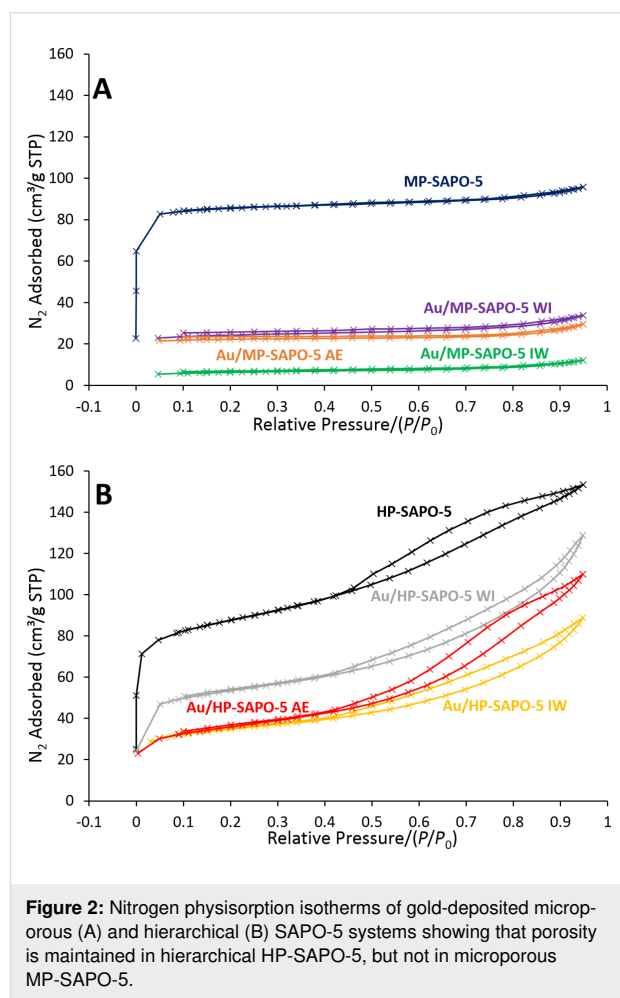 160
140
120
100
80
60
40
20
0
A
N₂ Adsorbed (cm³/g STP)
MP-SAPO-5
Au/MP-SAPO-5 WI
Au/MP-SAPO-5 AE
Au/MP-SAPO-5 IW
-0.1 0 0.1 0.2 0.3 0.4 0.5 0.6 0.7 0.8 0.9 1
Relative Pressure/(P/P₀)
160
140
120
100
80
60
40
20
0
B
N₂ Adsorbed (cm³/g STP)
HP-SAPO-5
Au/HP-SAPO-5 WI
Au/HP-SAPO-5 AE
Au/HP-SAPO-5 IW
-0.1 0 0.1 0.2 0.3 0.4 0.5 0.6 0.7 0.8 0.9 1
Relative Pressure/(P/P₀)
Figure 2: Nitrogen physisorption isotherms of gold-deposited microp-
orous (A) and hierarchical (B) SAPO-5 systems showing that porosity
is maintained in hierarchical HP-SAPO-5, but not in microporous
MP-SAPO-5.